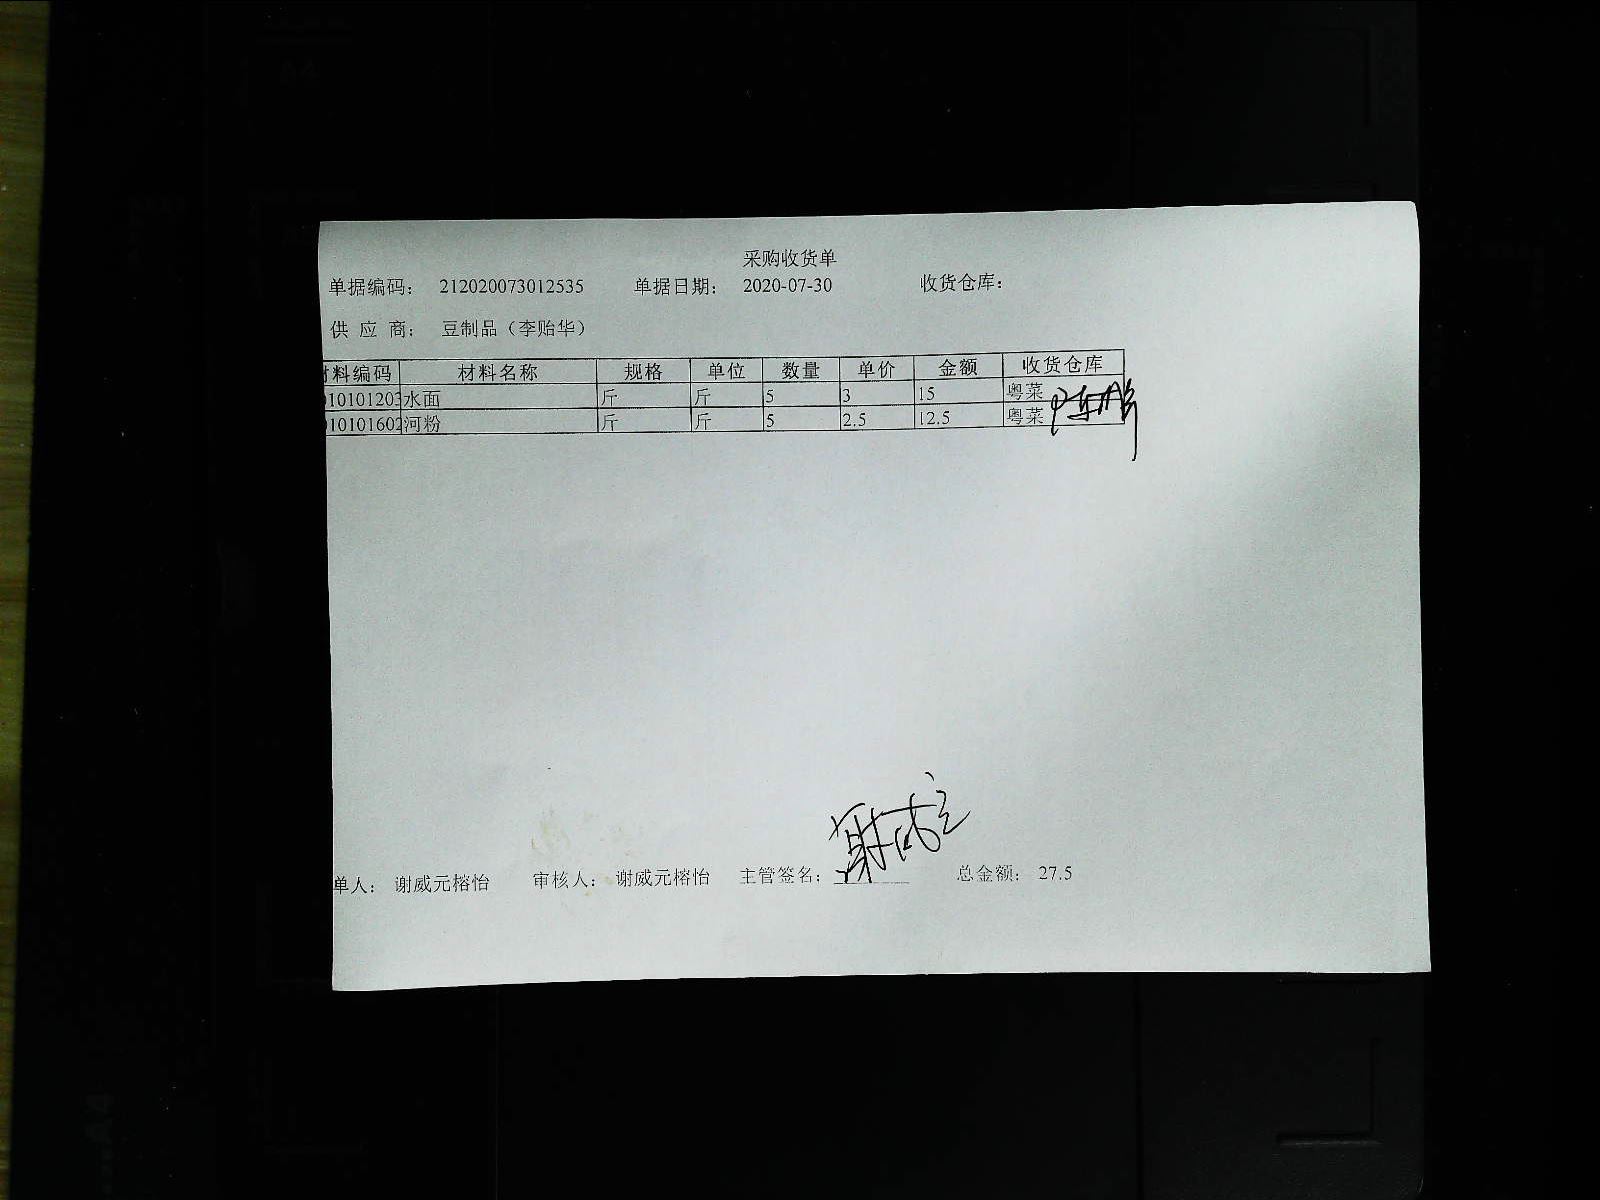 采购收货单
单据编码： 212020073012535 单据日期： 2020-07-30 收货仓库：
供 应 商： 豆制品（李贻华）
材料编码 材料名称 规格 单位 数量 单价 金额 收货仓库
10101203 水面 斤 斤 5 3 15 粤菜
10101602 河粉 斤 斤 5 2.5 12.5 粤菜
单人： 谢威元榕怡 审核人： 谢威元榕怡 主管签名： 总金额： 27.5